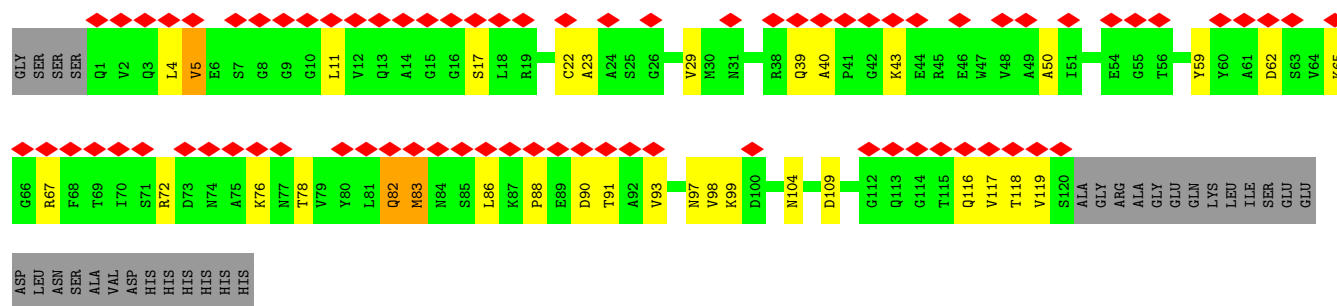 GLY SER SER SER Q1 V2 Q3 L4 V5 E6 S7 G8 G9 G10 L11 V12 Q13 A14 G15 G16 S17 L18 R19 C22 A23 A24 S25 G26 V29 M30 N31 R38 Q39 A40 P41 G42 K43 E44 R45 E46 W47 V48 A49 A50 I51 E54 G55 T56 Y59 Y60 A61 D62 S63 V64 K65
G66 R67 F68 T69 I70 S71 R72 D73 N74 A75 K76 N77 T78 V79 Y80 L81 Q82 M83 N84 S85 L86 K87 P88 E89 D90 T91 A92 V93 N97 V98 K99 D100 N104 D109 G112 Q113 G114 T115 Q116 V117 T118 V119 S120 ALA GLY ARG ALA GLY GLU GLN LYS LEU ILE SER GLU GLU
ASP LEU ASN SER ALA VAL ASP HIS HIS HIS HIS HIS HIS